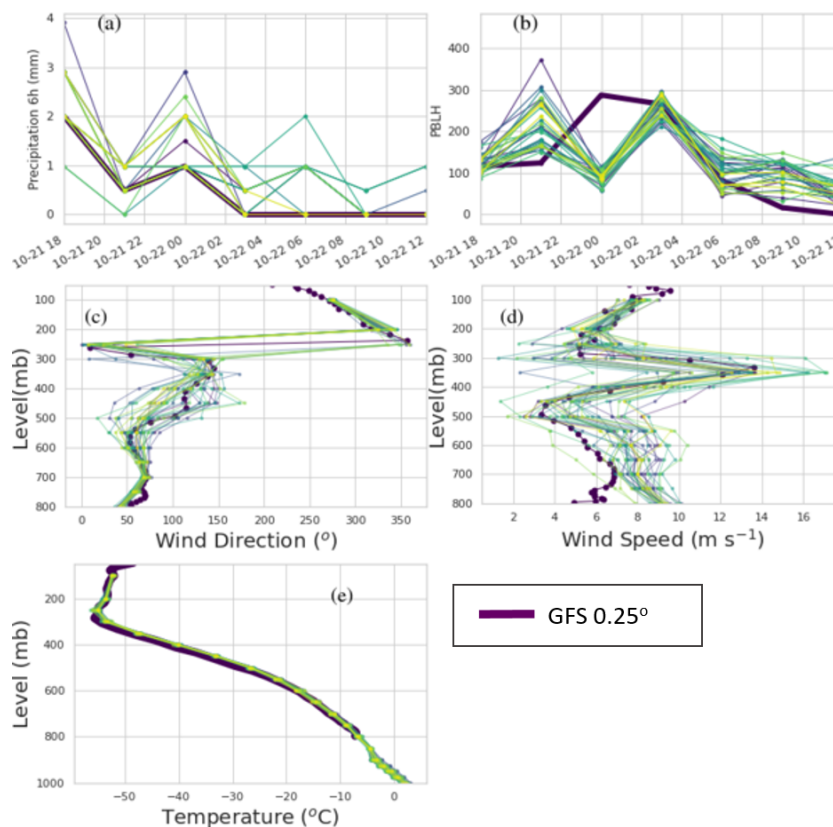 (a)
Precipitation 6h (mm)
4
3
2
1
0
10-21 18
10-21 20
10-21 22
10-22 00
10-22 02
10-22 04
10-22 06
10-22 08
10-22 10
10-22 12
(b)
PBLH
400
300
200
100
0
10-21 18
10-21 20
10-21 22
10-22 00
10-22 02
10-22 04
10-22 06
10-22 08
10-22 10
(c)
Level(mb)
100
200
300
400
500
600
700
800
0 50 100 150 200 250 300 350
Wind Direction (°)
(d)
Level(mb)
100
200
300
400
500
600
700
800
2 4 6 8 10 12 14 16
Wind Speed (m s⁻¹)
(e)
Level (mb)
200
400
600
800
1000
−50 −40 −30 −20 −10 0
Temperature (°C)
GFS 0.25°